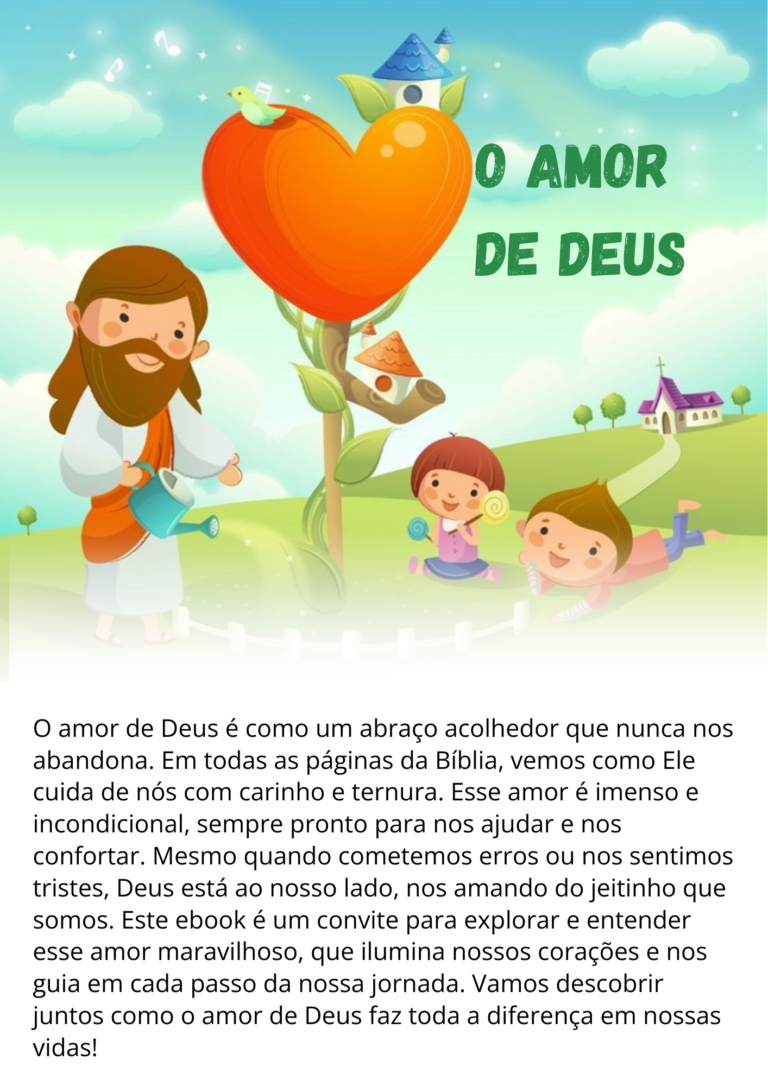 O AMOR
DE DEUS
O amor de Deus é como um abraço acolhedor que nunca nos
abandona. Em todas as páginas da Bíblia, vemos como Ele
cuida de nós com carinho e ternura. Esse amor é imenso e
incondicional, sempre pronto para nos ajudar e nos
confortar. Mesmo quando cometemos erros ou nos sentimos
tristes, Deus está ao nosso lado, nos amando do jeitinho que
somos. Este ebook é um convite para explorar e entender
esse amor maravilhoso, que ilumina nossos corações e nos
guia em cada passo da nossa jornada. Vamos descobrir
juntos como o amor de Deus faz toda a diferença em nossas
vidas!